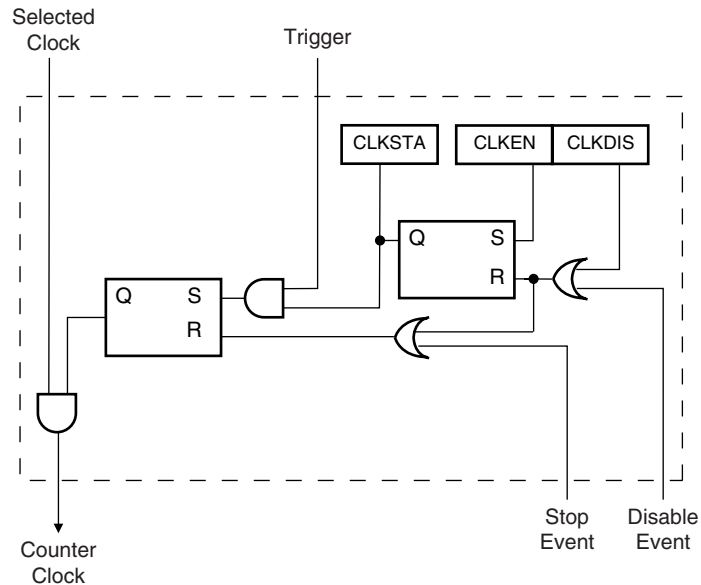 Selected
Clock
Trigger
CLKSTA
CLKEN
CLKDIS
Q
S
R
Q
S
R
Stop
Event
Disable
Event
Counter
Clock